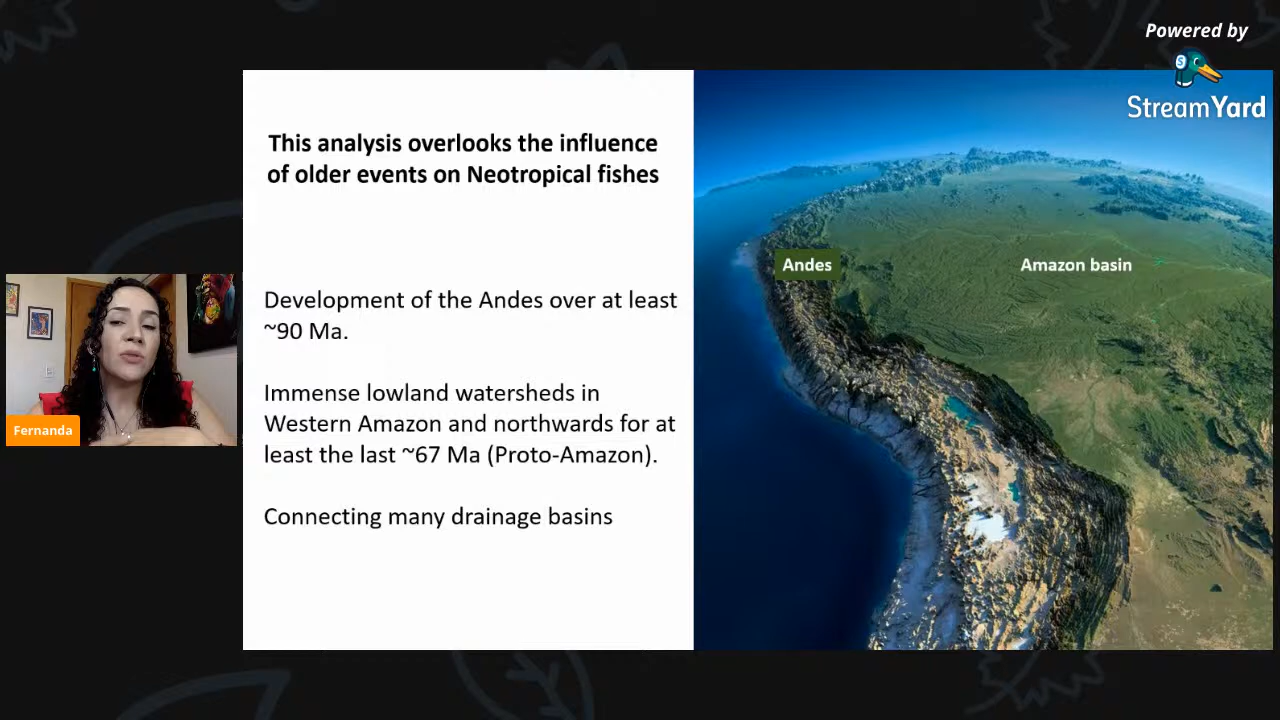 Powered by
StreamYard
This analysis overlooks the influence
of older events on Neotropical fishes
Development of the Andes over at least
~90 Ma.
Immense lowland watersheds in
Western Amazon and northwards for at
least the last ~67 Ma (Proto-Amazon).
Connecting many drainage basins
Andes
Amazon basin
Fernanda